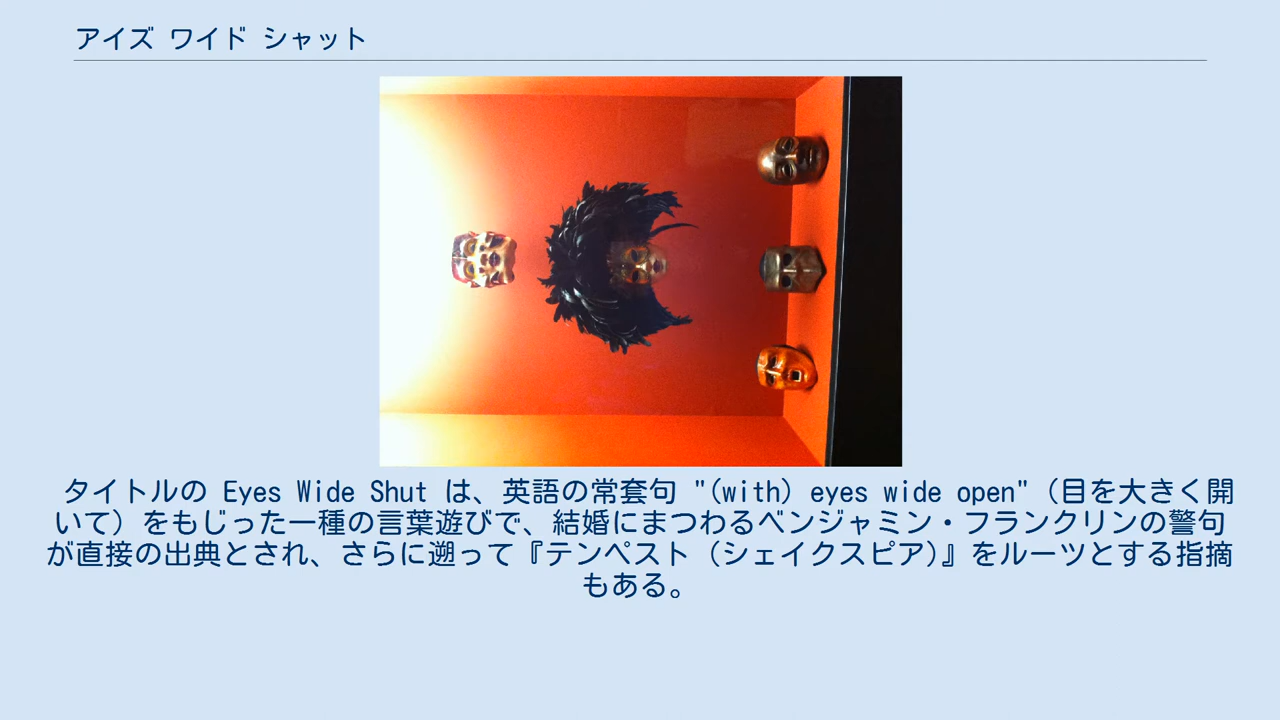 アイズ ワイド シャット
タイトルの Eyes Wide Shut は、英語の常套句 "(with) eyes wide open"（目を大きく開
いて）をもじった一種の言葉遊びで、結婚にまつわるベンジャミン・フランクリンの警句
が直接の出典とされ、さらに遡って『テンペスト（シェイクスピア）』をルーツとする指摘
もある。